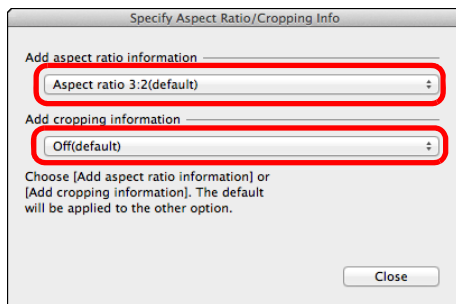 Specify Aspect Ratio/Cropping Info
Add aspect ratio information
Aspect ratio 3:2(default)
Add cropping information
Off(default)
Choose [Add aspect ratio information] or
[Add cropping information]. The default
will be applied to the other option.
Close